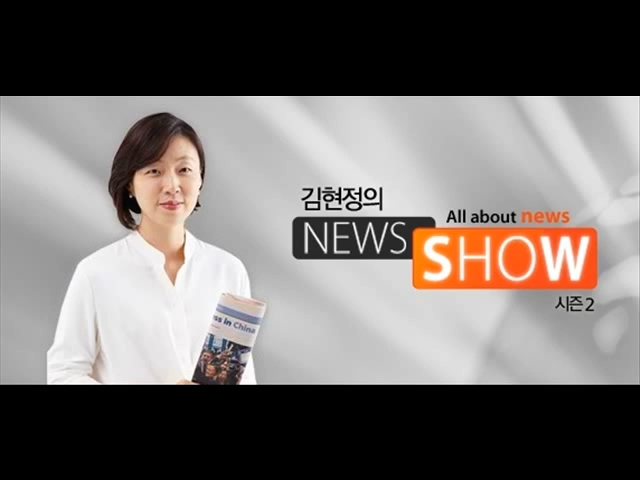 김현정의
All about news
NEWS SHOW
시즌 2
ss in China